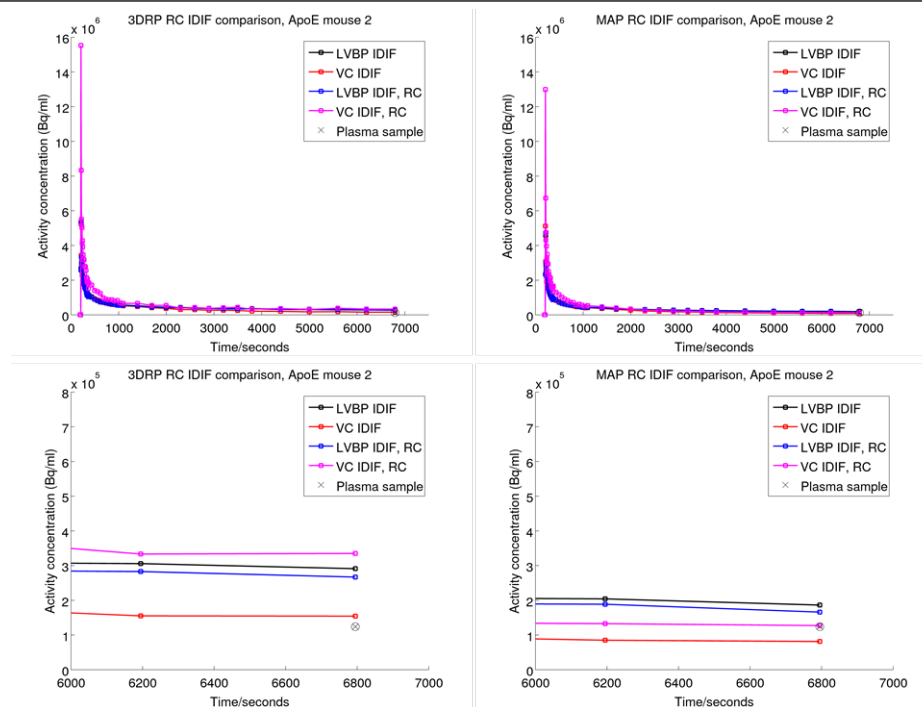 3DRP RC IDIF comparison, ApoE mouse 2
x 10^6
16
14
12
10
8
6
4
2
0
Activity concentration (Bq/ml)
LVBP IDIF
VC IDIF
LVBP IDIF, RC
VC IDIF, RC
Plasma sample
0 1000 2000 3000 4000 5000 6000 7000
Time/seconds
MAP RC IDIF comparison, ApoE mouse 2
x 10^6
16
14
12
10
8
6
4
2
0
Activity concentration (Bq/ml)
LVBP IDIF
VC IDIF
LVBP IDIF, RC
VC IDIF, RC
Plasma sample
0 1000 2000 3000 4000 5000 6000 7000
Time/seconds
3DRP RC IDIF comparison, ApoE mouse 2
x 10^5
8
7
6
5
4
3
2
1
0
Activity concentration (Bq/ml)
LVBP IDIF
VC IDIF
LVBP IDIF, RC
VC IDIF, RC
Plasma sample
6000 6200 6400 6600 6800 7000
Time/seconds
MAP RC IDIF comparison, ApoE mouse 2
x 10^5
8
7
6
5
4
3
2
1
0
Activity concentration (Bq/ml)
LVBP IDIF
VC IDIF
LVBP IDIF, RC
VC IDIF, RC
Plasma sample
6000 6200 6400 6600 6800 7000
Time/seconds